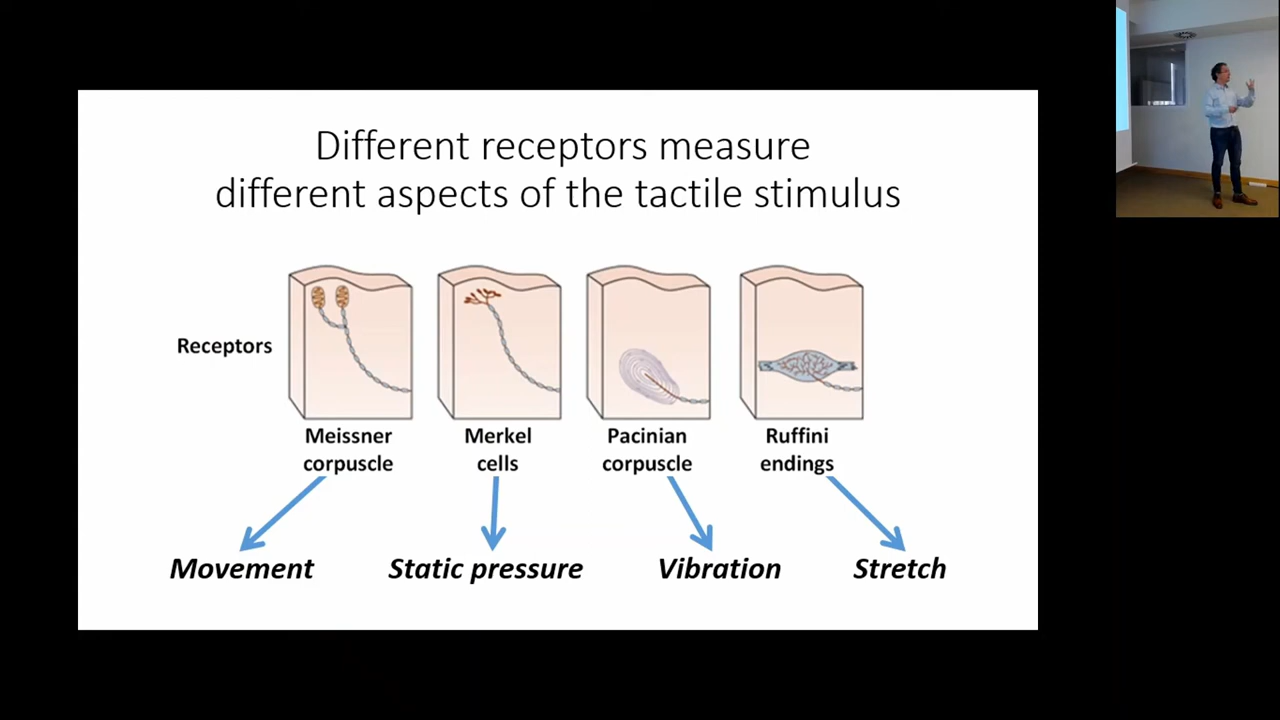 Different receptors measure
different aspects of the tactile stimulus
Receptors
Meissner
corpuscle
Merkel
cells
Pacinian
corpuscle
Ruffini
endings
Movement
Static pressure
Vibration
Stretch